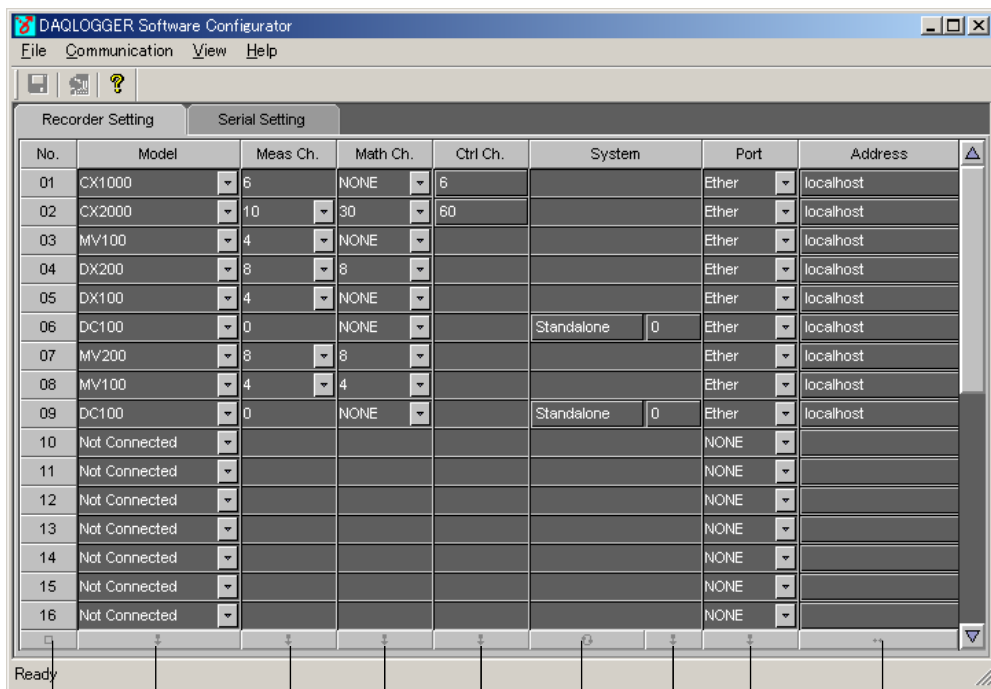 DAQLOGGER Software Configurator
File Communication View Help
Recorder Setting Serial Setting
No. Model Meas Ch. Math Ch. Ctrl Ch. System Port Address
01 CX1000 6 NONE 6 Ether localhost
02 CX2000 10 30 60 Ether localhost
03 MV100 4 NONE Ether localhost
04 DX200 8 8 Ether localhost
05 DX100 4 NONE Ether localhost
06 DC100 0 NONE Standalone 0 Ether localhost
07 MV200 8 8 Ether localhost
08 MV100 4 4 Ether localhost
09 DC100 0 NONE Standalone 0 Ether localhost
10 Not Connected NONE
11 Not Connected NONE
12 Not Connected NONE
13 Not Connected NONE
14 Not Connected NONE
15 Not Connected NONE
16 Not Connected NONE
Ready